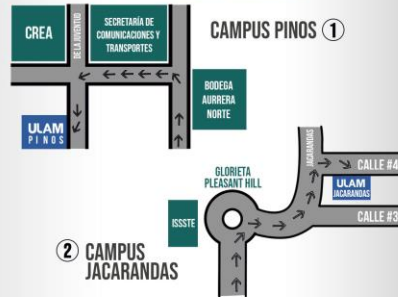 CREA
DE LA JUVENTUD
SECRETARÍA DE
COMUNICACIONES Y
TRANSPORTES
CAMPUS PINOS 1
BODEGA
AURRERA
NORTE
ULAM
PINOS
JACARANDAS
CALLE #4
GLORIETA
PLEASANT HILL
ULAM
JACARANDAS
ISSSTE
CALLE #3
2 CAMPUS
JACARANDAS